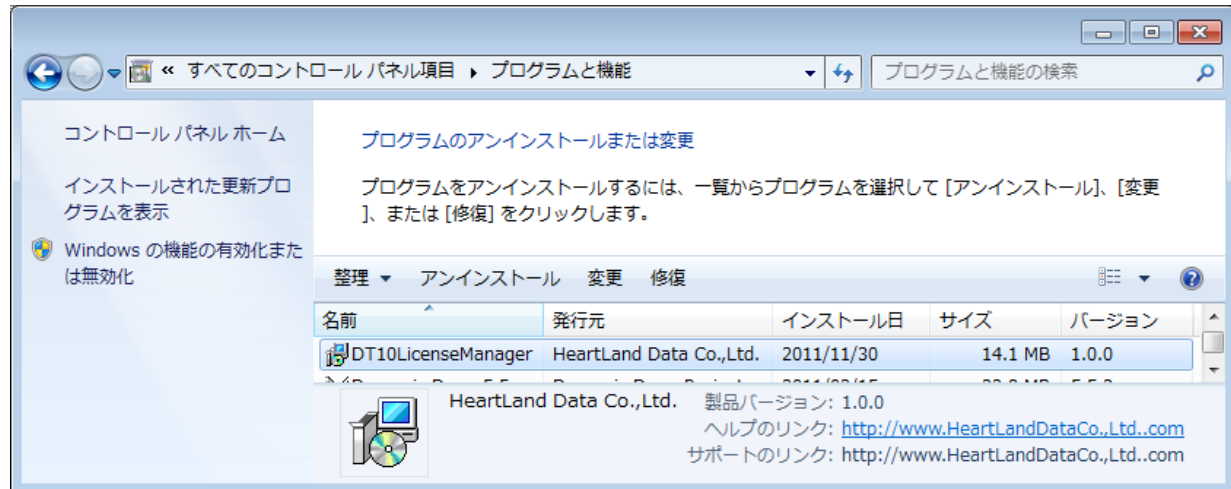 « すべてのコントロール パネル項目 ▸ プログラムと機能
プログラムと機能の検索
コントロール パネル ホーム
インストールされた更新プロ
グラムを表示
Windows の機能の有効化また
は無効化
プログラムのアンインストールまたは変更
プログラムをアンインストールするには、一覧からプログラムを選択して [アンインストール]、[変更
]、または [修復] をクリックします。
整理 アンインストール 変更 修復
名前 発行元 インストール日 サイズ バージョン
DT10LicenseManager HeartLand Data Co.,Ltd. 2011/11/30 14.1 MB 1.0.0
HeartLand Data Co.,Ltd. 製品バージョン: 1.0.0
ヘルプのリンク: http://www.HeartLandDataCo.,Ltd..com
サポートのリンク: http://www.HeartLandDataCo.,Ltd..com